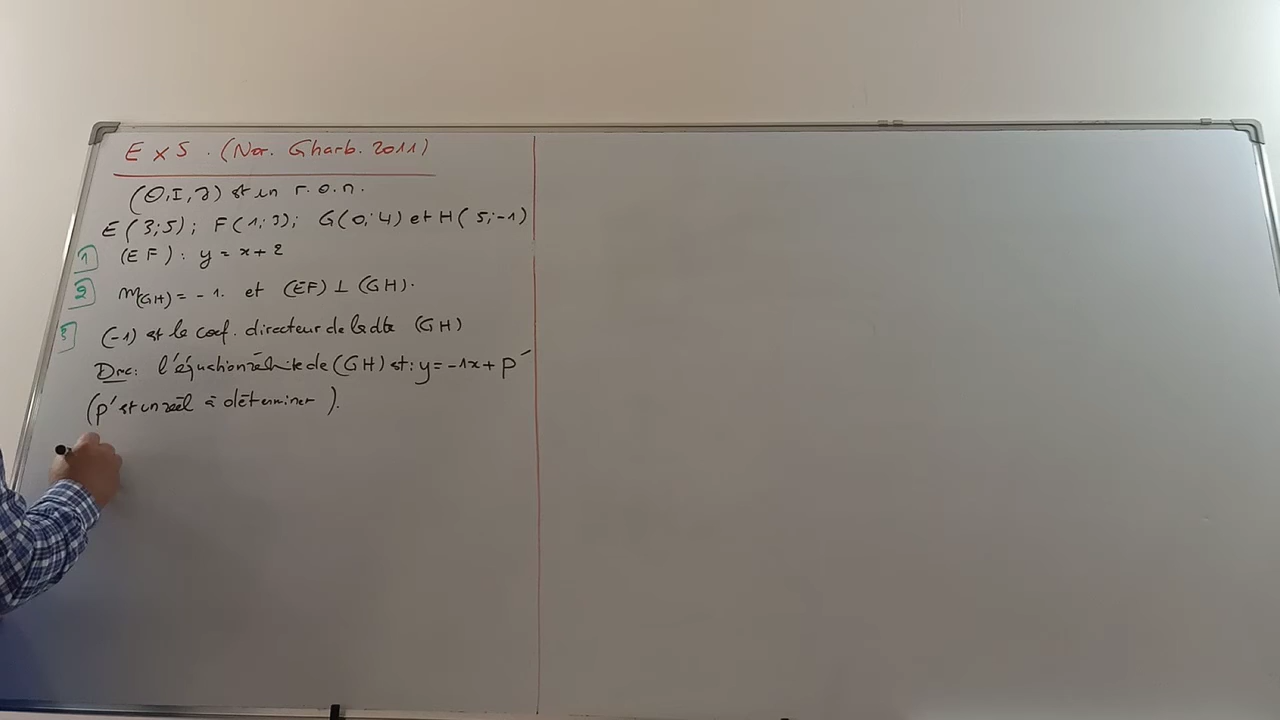 Ex 5 . (Nor. Gharb. 2011)
(O,I,J) est un r.o.n.
E(3;5); F(1;3); G(0;4) et H(5;-1)
1 (EF): y = x + 2
2 m(GH) = -1. et (EF) ⊥ (GH).
3 (-1) est le coef. directeur de la dte (GH)
Donc: l'équation réduite de (GH) est: y = -1x + p'
(p' est un réel à déterminer).